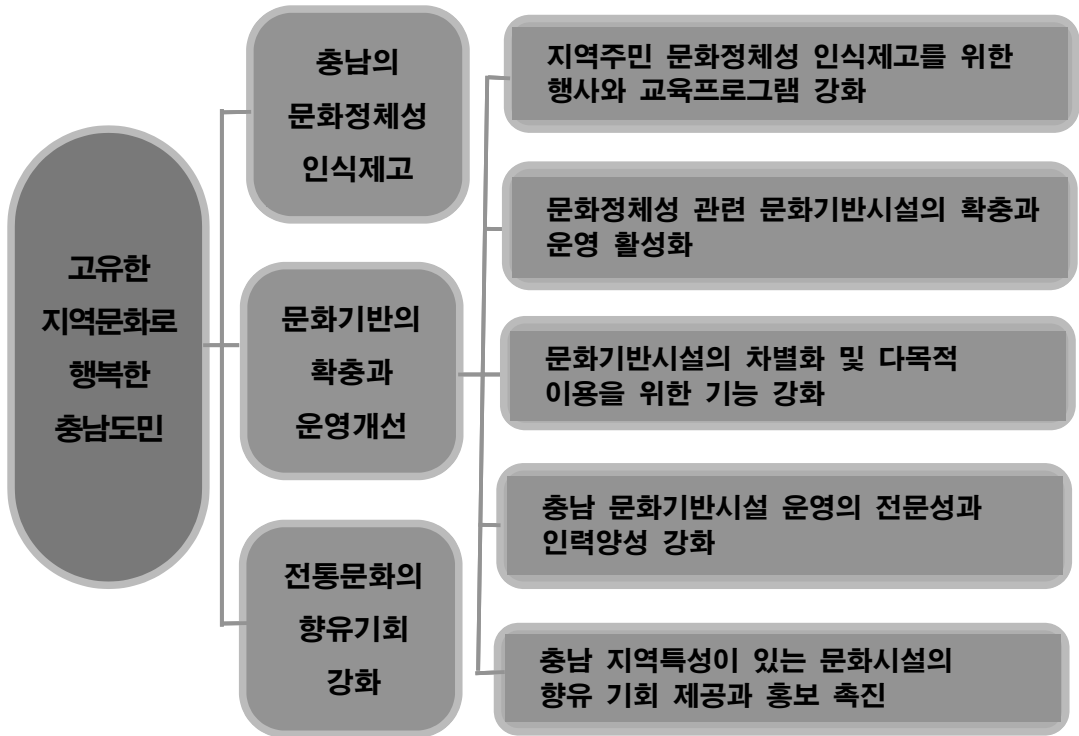 고유한
지역문화로
행복한
충남도민
충남의
문화정체성
인식제고
문화기반의
확충과
운영개선
전통문화의
향유기회
강화
지역주민 문화정체성 인식제고를 위한
행사와 교육프로그램 강화
문화정체성 관련 문화기반시설의 확충과
운영 활성화
문화기반시설의 차별화 및 다목적
이용을 위한 기능 강화
충남 문화기반시설 운영의 전문성과
인력양성 강화
충남 지역특성이 있는 문화시설의
향유 기회 제공과 홍보 촉진